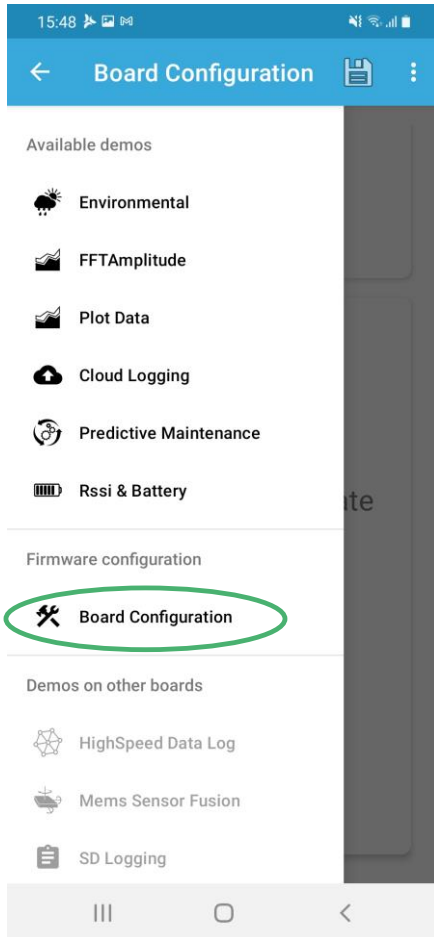 15:48
Board Configuration
Available demos
Environmental
FFTAmplitude
Plot Data
Cloud Logging
Predictive Maintenance
Rssi & Battery
ate
Firmware configuration
Board Configuration
Demos on other boards
HighSpeed Data Log
Mems Sensor Fusion
SD Logging